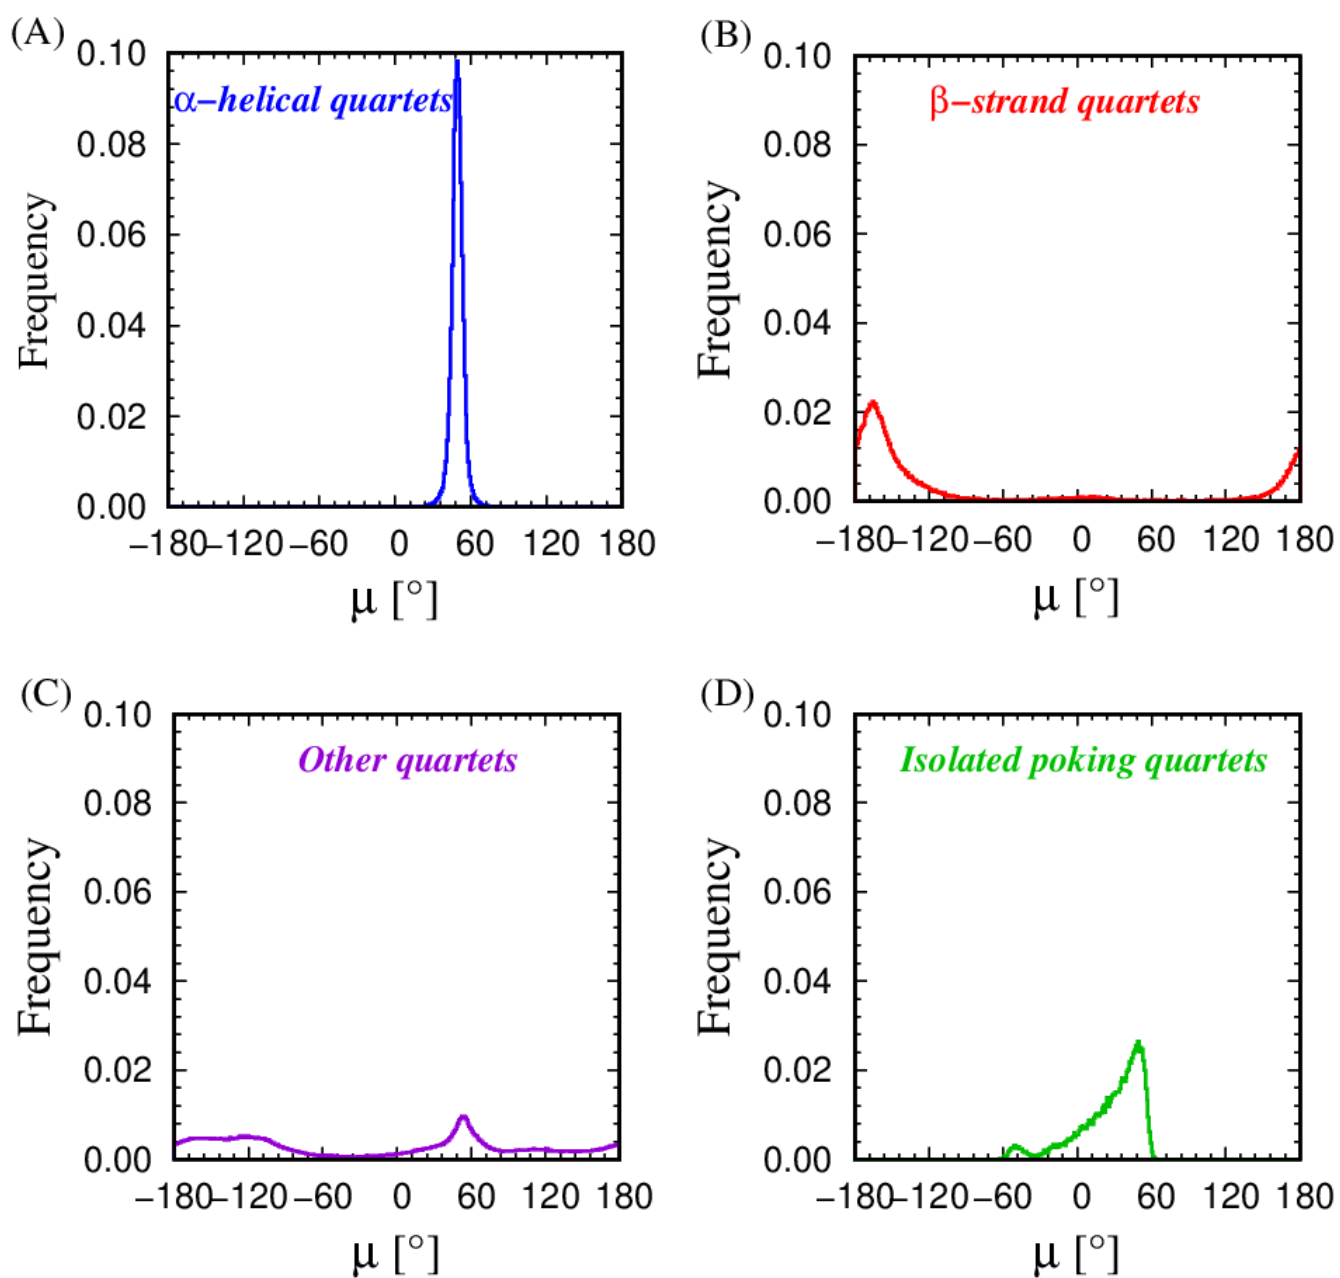 (A)
0.10
0.08
0.06
0.04
0.02
0.00
Frequency
α−helical quartets
−180 −120 −60 0 60 120 180
μ [°]
(B)
0.10
0.08
0.06
0.04
0.02
0.00
Frequency
β−strand quartets
−180 −120 −60 0 60 120 180
μ [°]
(C)
0.10
0.08
0.06
0.04
0.02
0.00
Frequency
Other quartets
−180 −120 −60 0 60 120 180
μ [°]
(D)
0.10
0.08
0.06
0.04
0.02
0.00
Frequency
Isolated poking quartets
−180 −120 −60 0 60 120 180
μ [°]